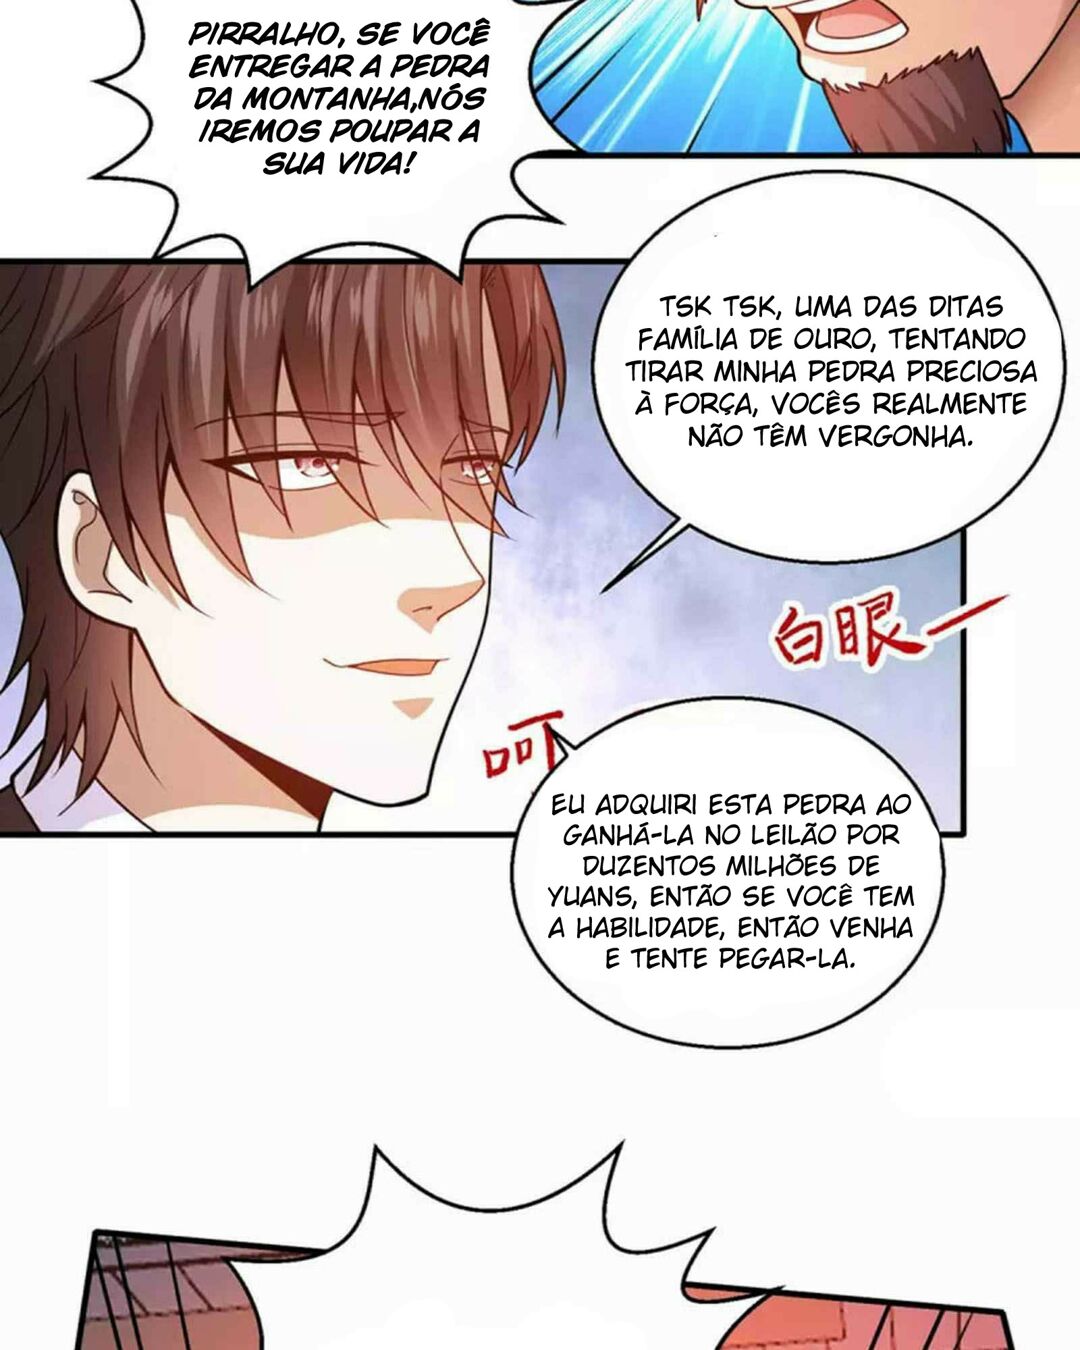 PIRRALHO, SE VOCÊ
ENTREGAR A PEDRA
DA MONTANHA,NÓS
IREMOS POUPAR A
SUA VIDA!
TSK TSK, UMA DAS DITAS
FAMÍLIA DE OURO, TENTANDO
TIRAR MINHA PEDRA PRECIOSA
À FORÇA, VOCÊS REALMENTE
NÃO TÊM VERGONHA.
白眼一
呵
EU ADQUIRI ESTA PEDRA AO
GANHÁ-LA NO LEILÃO POR
DUZENTOS MILHÕES DE
YUANS, ENTÃO SE VOCÊ TEM
A HABILIDADE, ENTÃO VENHA
E TENTE PEGAR-LA.